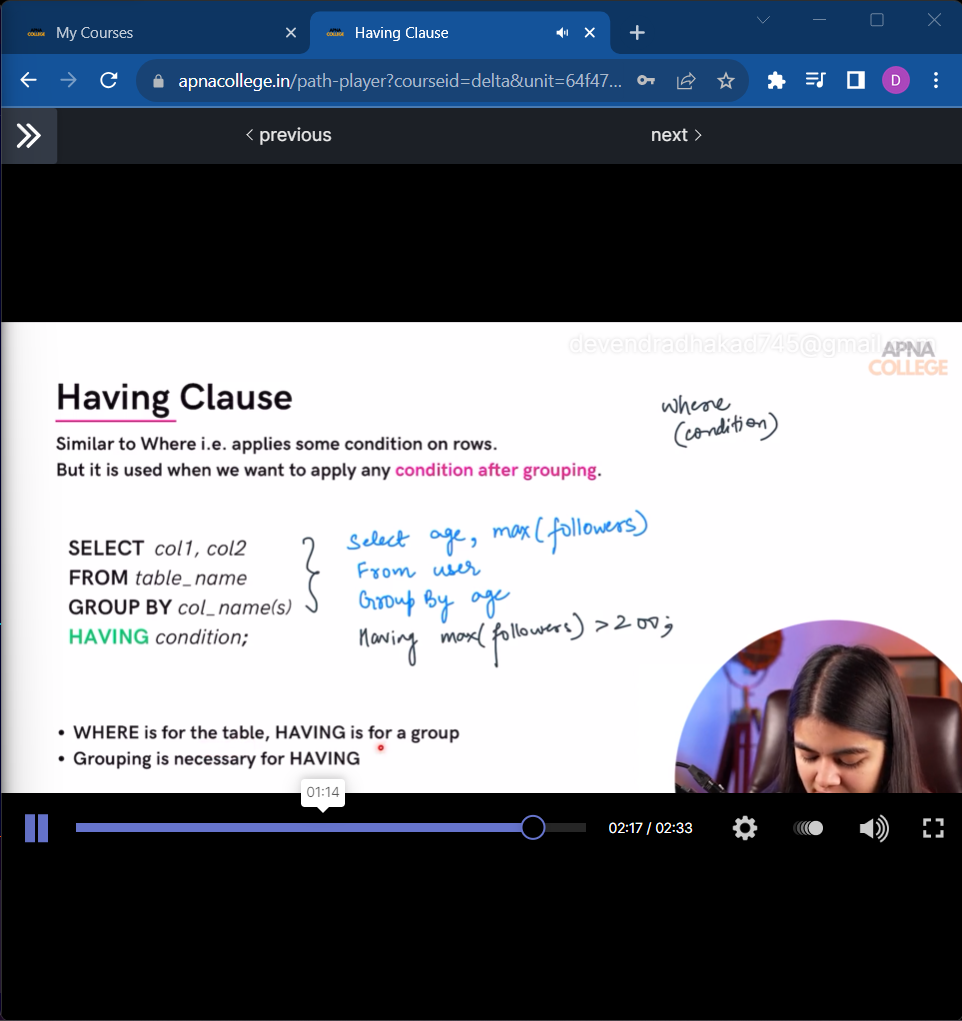 My Courses
Having Clause
apnacollege.in/path-player?courseid=delta&unit=64f47...
D
< previous
next >
devendradhakad745@gmail
APNA
COLLEGE
Having Clause
where
(condition)
Similar to Where i.e. applies some condition on rows.
But it is used when we want to apply any condition after grouping.
SELECT col1, col2
FROM table_name
GROUP BY col_name(s)
HAVING condition;
Select age, max(followers)
From user
Group By age
Having max(followers) >200;
• WHERE is for the table, HAVING is for a group
• Grouping is necessary for HAVING
01:14
02:17 / 02:33